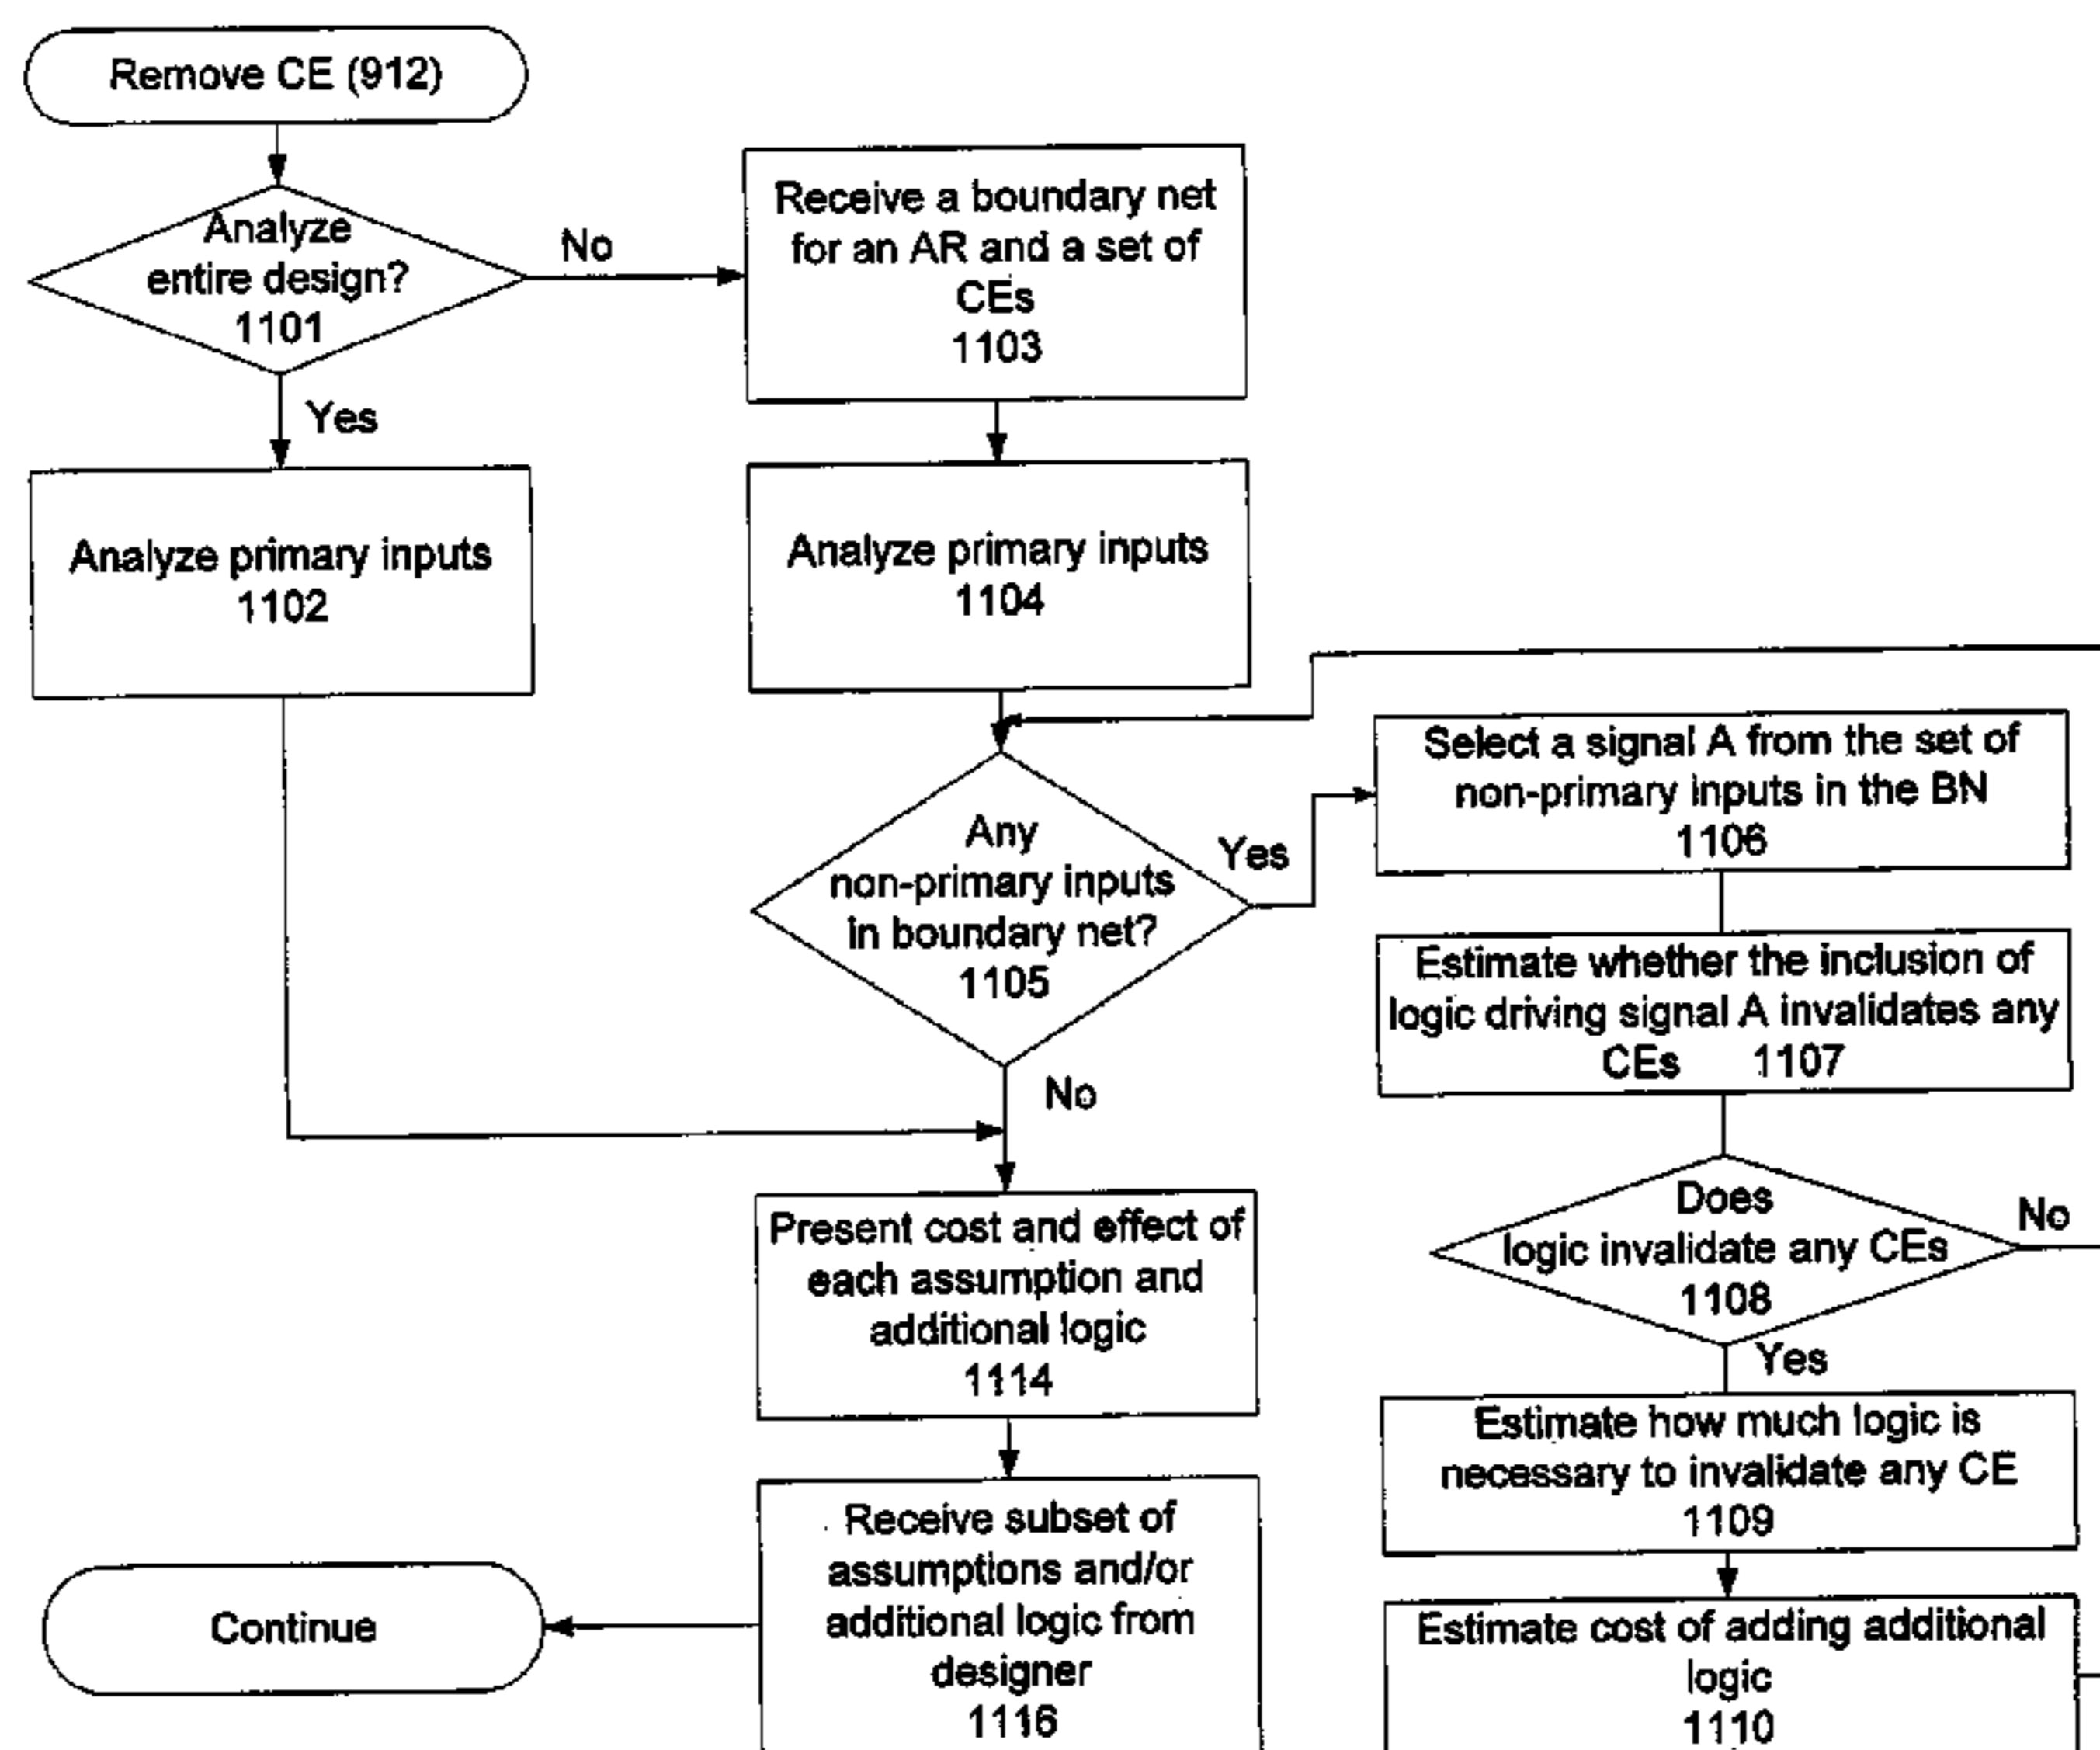 Remove CE (912)
Analyze
entire design?
1101
No
Yes
Receive a boundary net
for an AR and a set of
CEs
1103
Analyze primary inputs
1102
Analyze primary inputs
1104
Any
non-primary inputs
in boundary net?
1105
Yes
No
Select a signal A from the set of
non-primary inputs in the BN
1106
Estimate whether the inclusion of
logic driving signal A invalidates any
CEs 1107
Does
logic invalidate any CEs
1108
No
Yes
Estimate how much logic is
necessary to invalidate any CE
1109
Estimate cost of adding additional
logic
1110
Present cost and effect of
each assumption and
additional logic
1114
Receive subset of
assumptions and/or
additional logic from
designer
1116
Continue